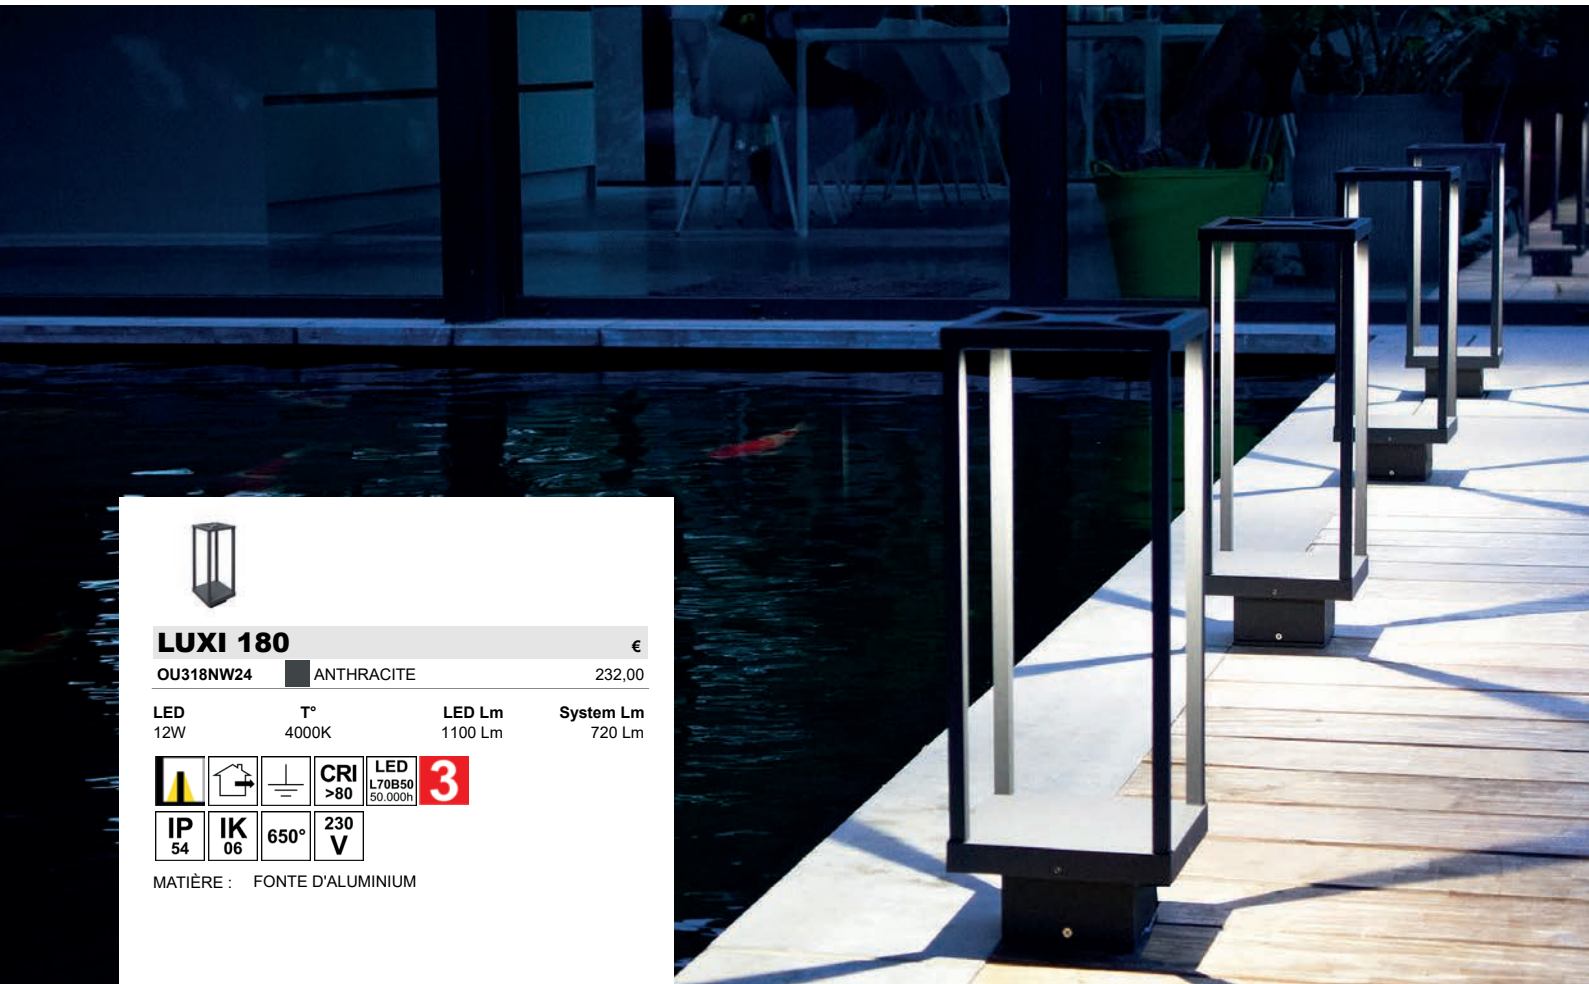 LUXI 180 €
OU318NW24 ANTHRACITE 232,00
LED T° LED Lm System Lm
12W 4000K 1100 Lm 720 Lm
CRI >80 LED L70B50 50.000h 3
IP 54 IK 06 650° 230 V
MATIÈRE : FONTE D'ALUMINIUM